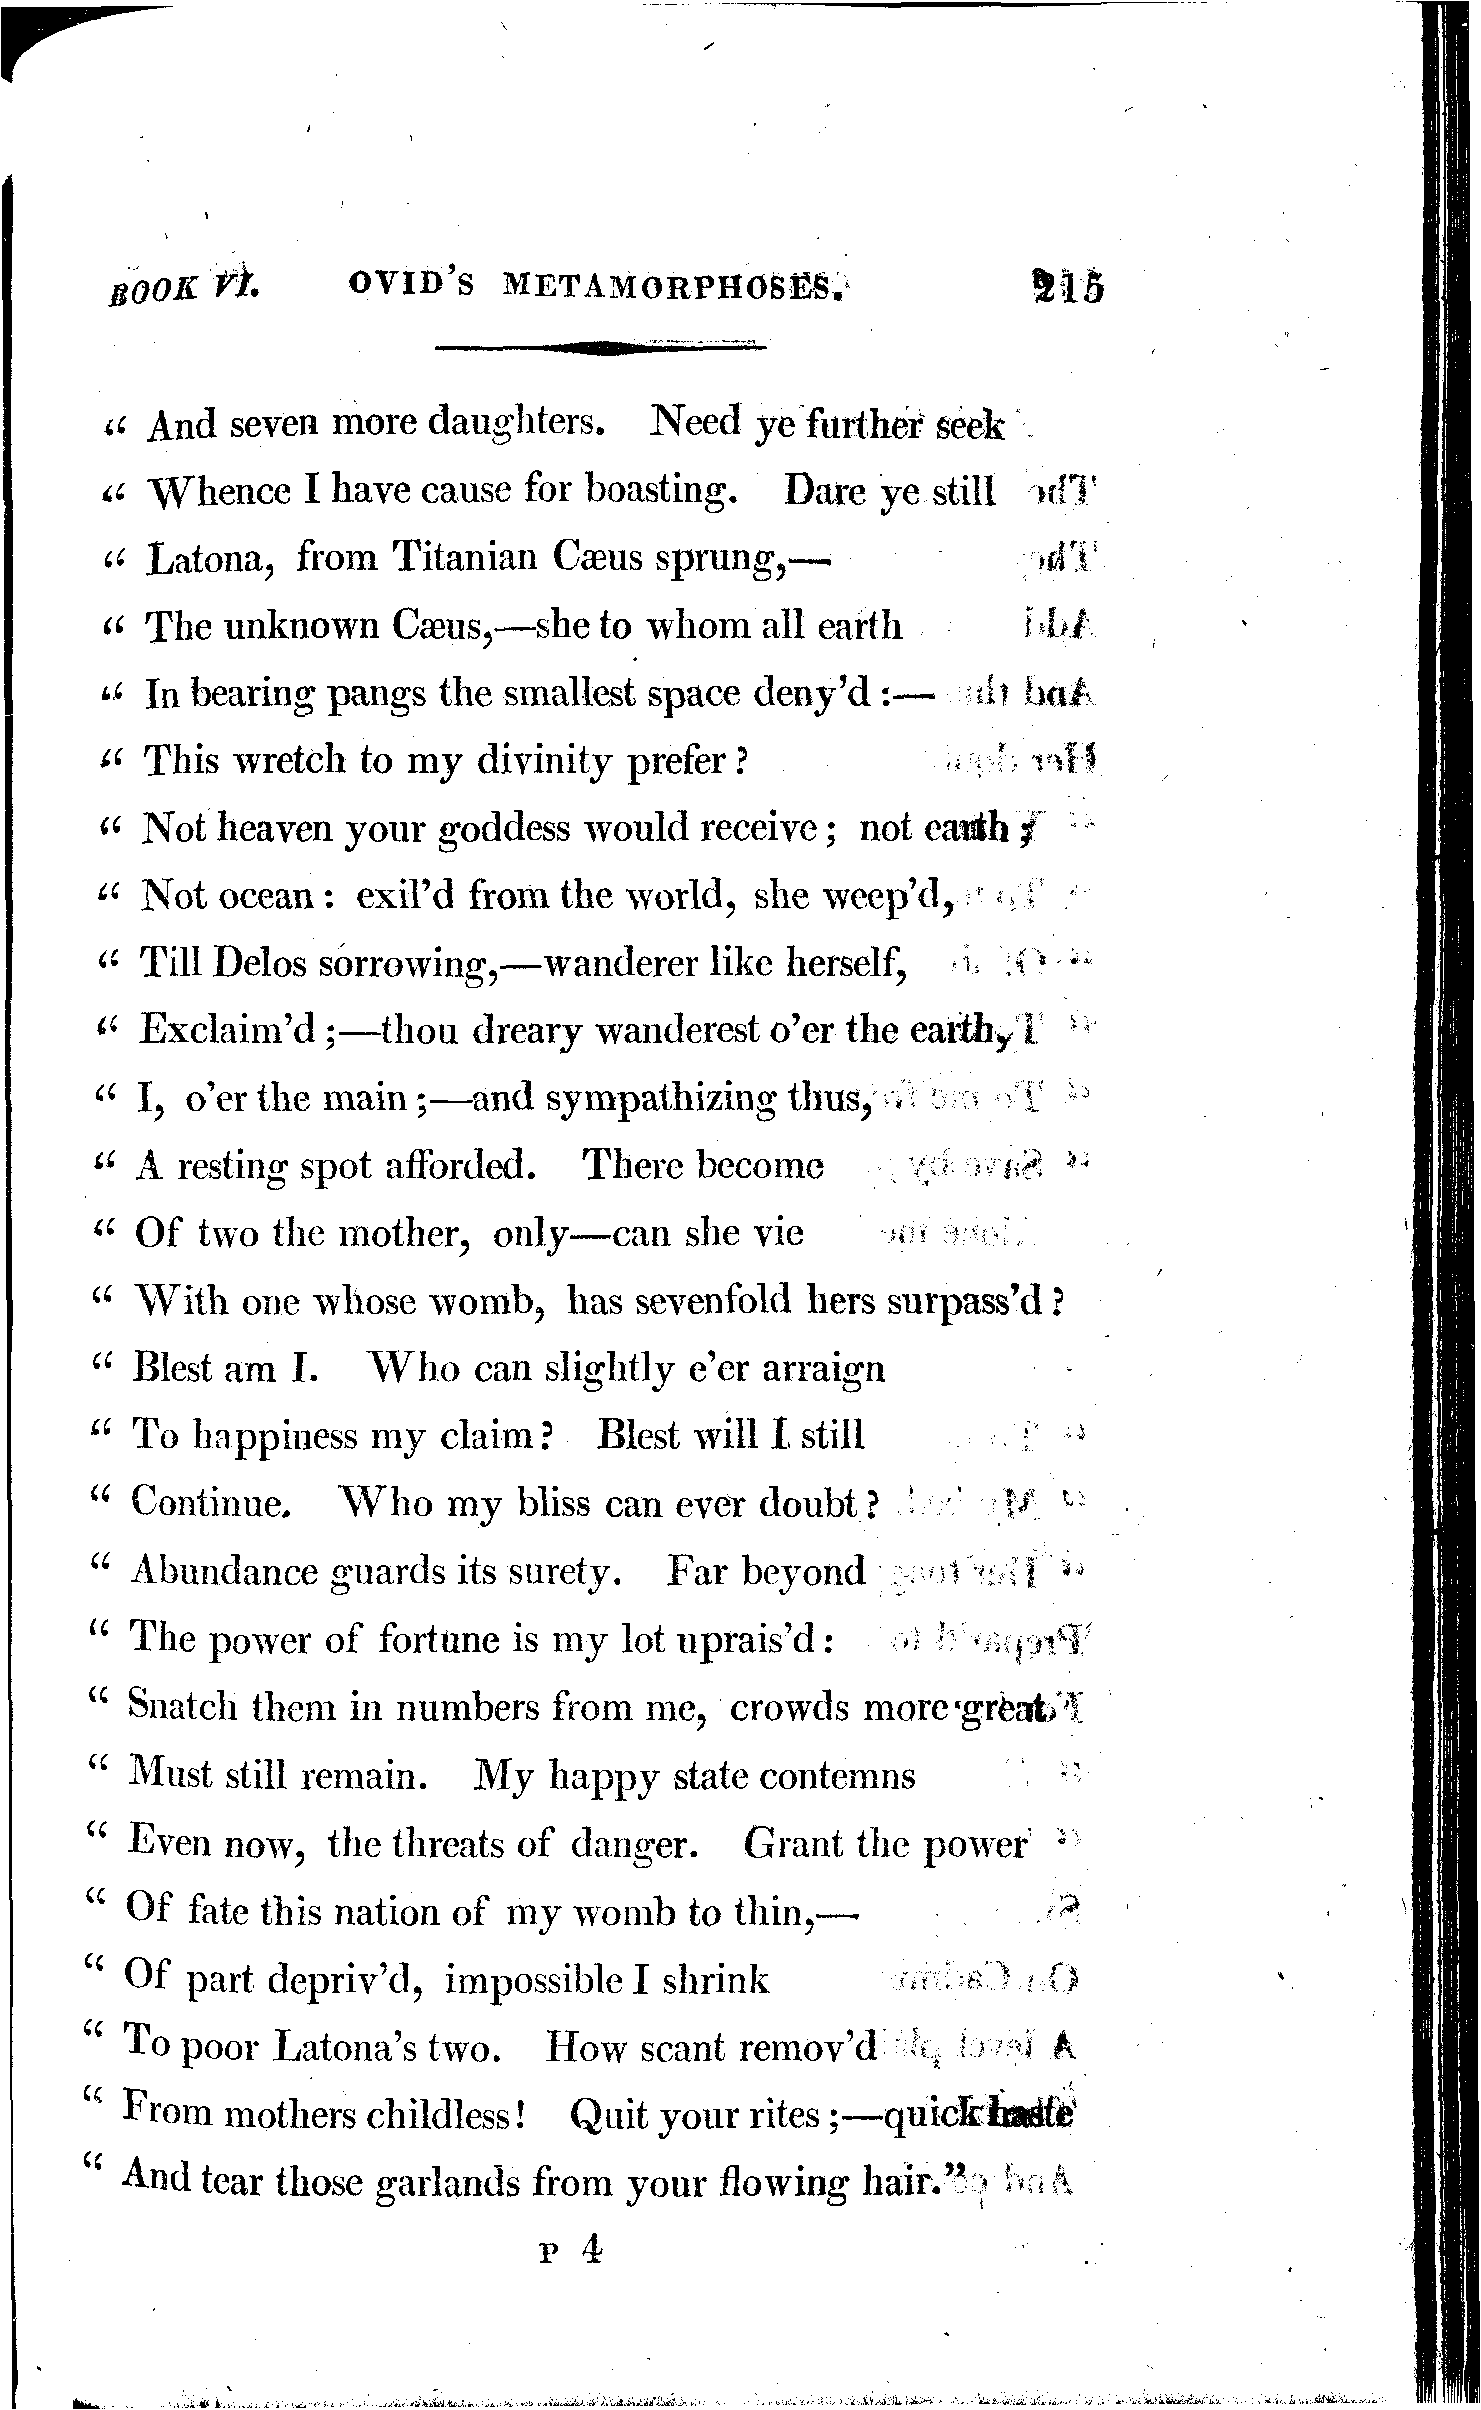 BOOK VI. OVID'S METAMORPHOSES. 215
“ And seven more daughters. Need ye further seek
“ Whence I have cause for boasting. Dare ye still
“ Latona, from Titanian Cæus sprung,—
“ The unknown Cæus,—she to whom all earth
“ In bearing pangs the smallest space deny'd :—
“ This wretch to my divinity prefer ?
“ Not heaven your goddess would receive ; not earth ;
“ Not ocean : exil'd from the world, she weep'd,
“ Till Delos sorrowing,—wanderer like herself,
“ Exclaim'd ;—thou dreary wanderest o'er the earth,
“ I, o'er the main ;—and sympathizing thus,
“ A resting spot afforded. There become
“ Of two the mother, only—can she vie
“ With one whose womb, has sevenfold hers surpass'd ?
“ Blest am I. Who can slightly e'er arraign
“ To happiness my claim ? Blest will I still
“ Continue. Who my bliss can ever doubt ?
“ Abundance guards its surety. Far beyond
“ The power of fortune is my lot uprais'd :
“ Snatch them in numbers from me, crowds more great
“ Must still remain. My happy state contemns
“ Even now, the threats of danger. Grant the power
“ Of fate this nation of my womb to thin,—
“ Of part depriv'd, impossible I shrink
“ To poor Latona's two. How scant remov'd
“ From mothers childless ! Quit your rites ;—quick haste
“ And tear those garlands from your flowing hair.”
P 4